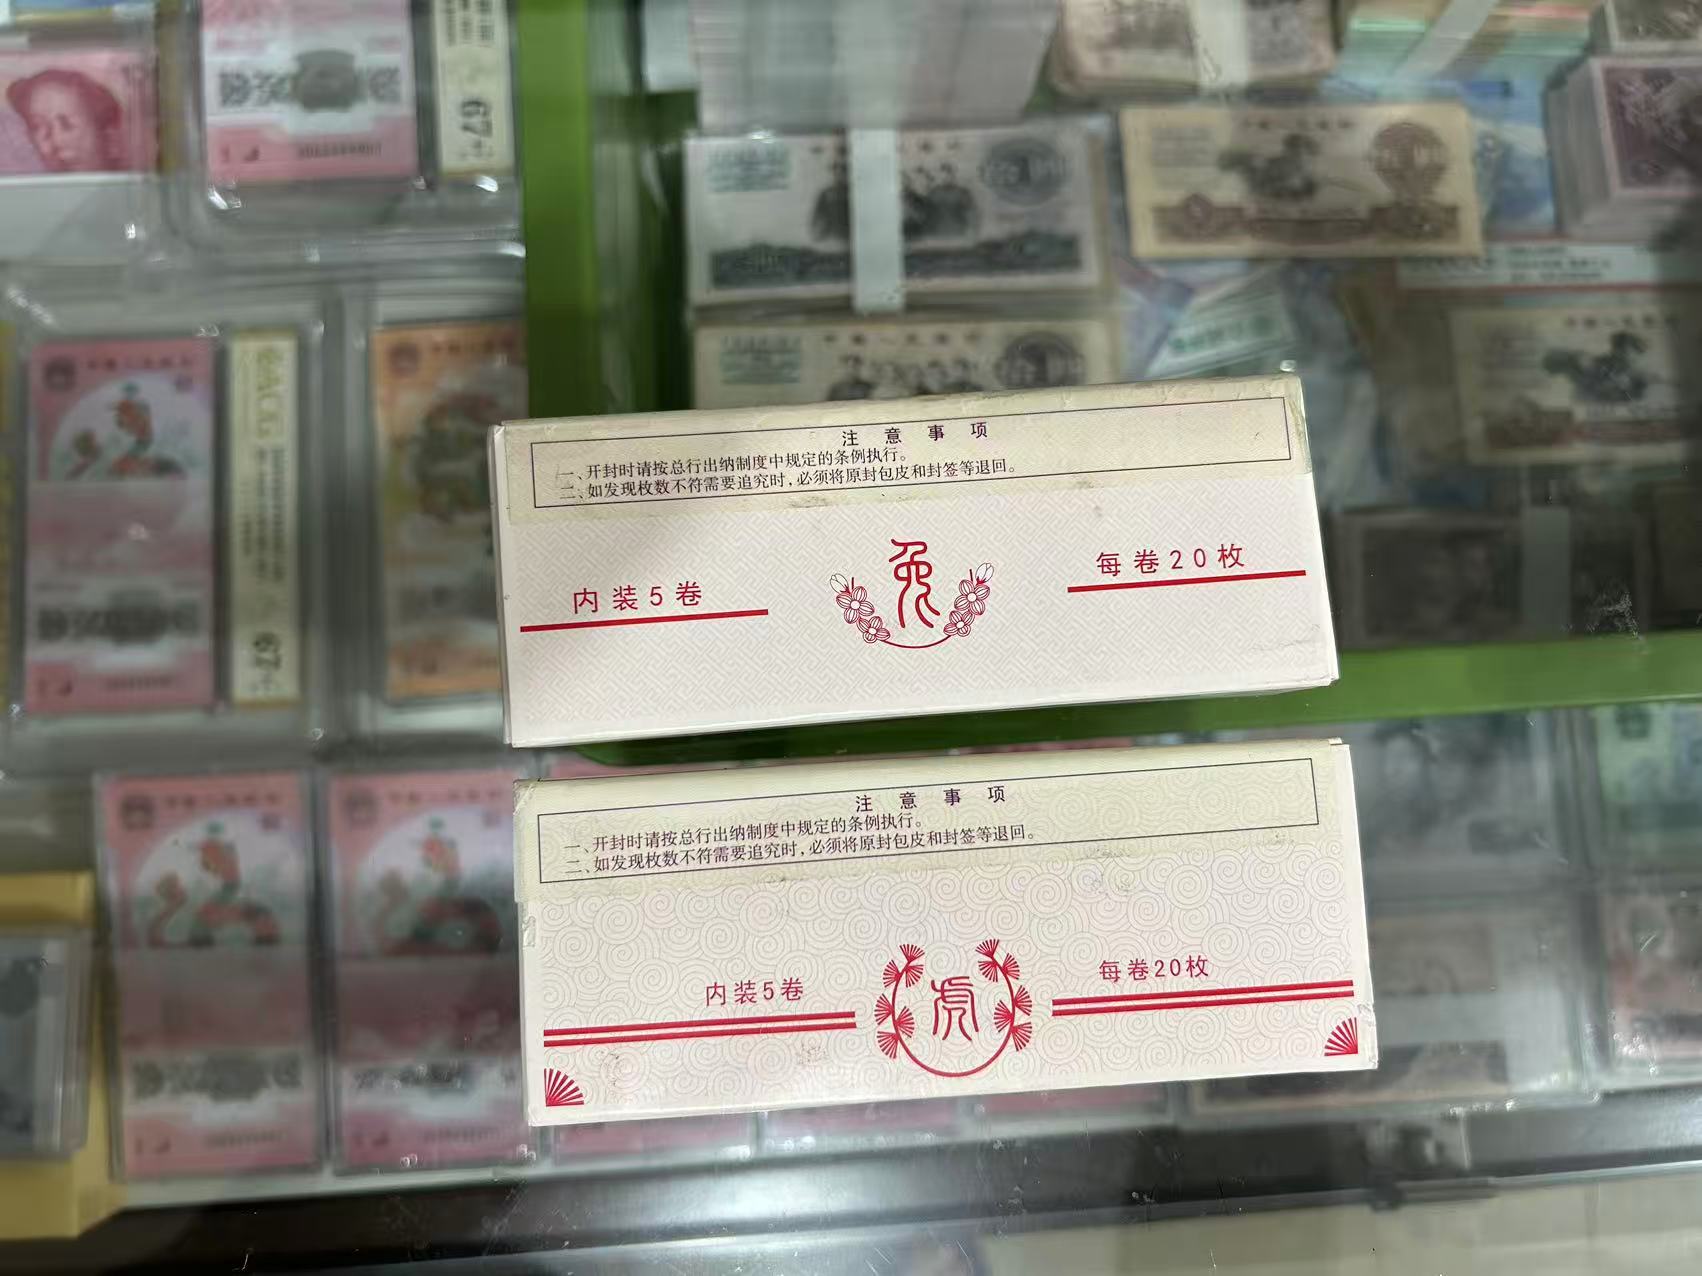 注意事项
一、开封时请按总行出纳制度中规定的条例执行。
二、如发现枚数不符需要追究时，必须将原封包皮和封签等退回。
内装5卷
兔
每卷20枚
注意事项
一、开封时请按总行出纳制度中规定的条例执行。
二、如发现枚数不符需要追究时，必须将原封包皮和封签等退回。
内装5卷
虎
每卷20枚
67
67